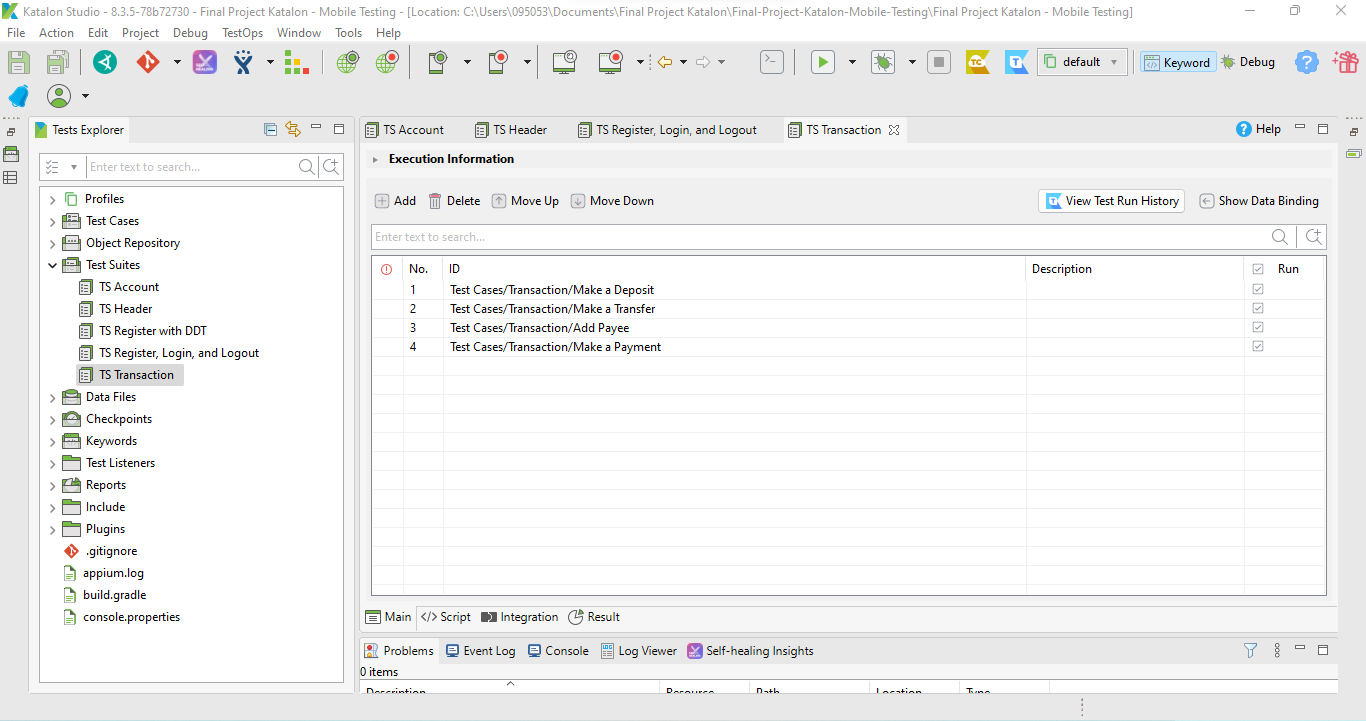 Katalon Studio - 8.3.5-78b72730 - Final Project Katalon - Mobile Testing - [Location: C:\Users\095053\Documents\Final Project Katalon\Final-Project-Katalon-Mobile-Testing\Final Project Katalon - Mobile Testing]
File Action Edit Project Debug TestOps Window Tools Help
default Keyword Debug
Tests Explorer
Enter text to search...
Profiles
Test Cases
Object Repository
Test Suites
TS Account
TS Header
TS Register with DDT
TS Register, Login, and Logout
TS Transaction
Data Files
Checkpoints
Keywords
Test Listeners
Reports
Include
Plugins
.gitignore
appium.log
build.gradle
console.properties
TS Account TS Header TS Register, Login, and Logout TS Transaction Help
Execution Information
Add Delete Move Up Move Down View Test Run History Show Data Binding
Enter text to search...
No. ID Description Run
1 Test Cases/Transaction/Make a Deposit
2 Test Cases/Transaction/Make a Transfer
3 Test Cases/Transaction/Add Payee
4 Test Cases/Transaction/Make a Payment
Main </> Script Integration Result
Problems Event Log Console Log Viewer Self-healing Insights
0 items
Description Resource Path Location Type